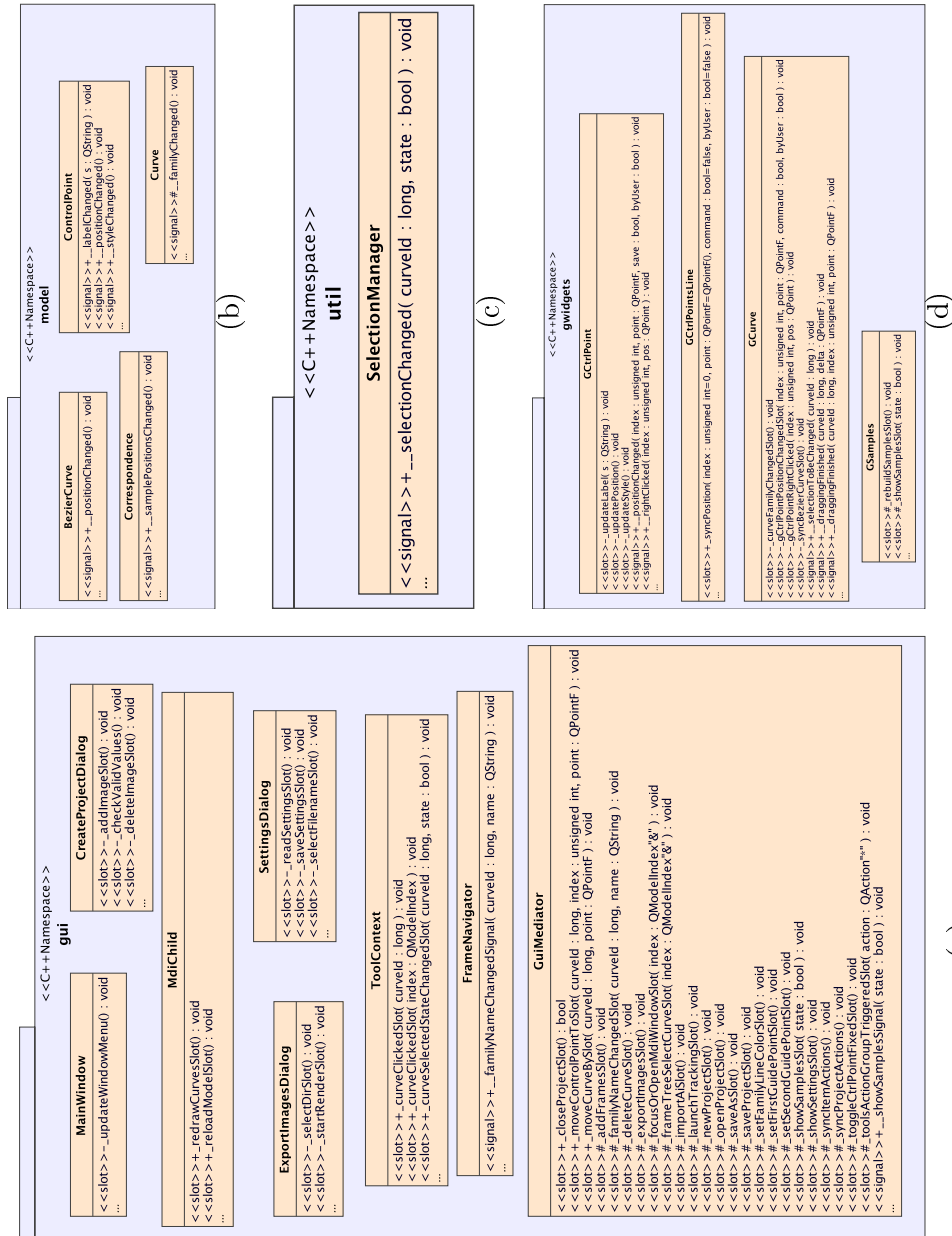 <<C++Namespace>>
gui
MainWindow
<<slot>>-_updateWindowMenu() : void
...
CreateProjectDialog
<<slot>>-_addImageSlot() : void
<<slot>>-_checkValidValues() : void
<<slot>>-_deleteImageSlot() : void
...
MdiChild
<<slot>>+_redrawCurvesSlot() : void
<<slot>>+_reloadModelSlot() : void
...
ExportImagesDialog
<<slot>>-_selectDirSlot() : void
<<slot>>-_startRenderSlot() : void
...
SettingsDialog
<<slot>>-_readSettingsSlot() : void
<<slot>>-_saveSettingsSlot() : void
<<slot>>-_selectFilenameSlot() : void
...
ToolContext
<<slot>>+_curveClickedSlot( curveId : long ) : void
<<slot>>+_curveClickedSlot( index : QModelIndex ) : void
<<slot>>+_curveSelectedStateChangedSlot( curveId : long, state : bool ) : void
...
FrameNavigator
<<signal>>+__familyNameChangedSignal( curveId : long, name : QString ) : void
...
GuiMediator
<<slot>>+_closeProjectSlot() : bool
<<slot>>+_moveControlPointToSlot( curveId : long, index : unsigned int, point : QPointF ) : void
<<slot>>+_moveCurveBySlot( curveId : long, point : QPointF ) : void
<<slot>>#_addFramesSlot() : void
<<slot>>#_familyNameChangedSlot( curveId : long, name : QString ) : void
<<slot>>#_deleteCurveSlot() : void
<<slot>>#_exportImagesSlot() : void
<<slot>>#_focusOrOpenMdiWindowSlot( index : QModelIndex"&" ) : void
<<slot>>#_frameTreeSelectCurveSlot( index : QModelIndex"&" ) : void
<<slot>>#_importAiSlot() : void
<<slot>>#_launchTrackingSlot() : void
<<slot>>#_newProjectSlot() : void
<<slot>>#_openProjectSlot() : void
<<slot>>#_saveAsSlot() : void
<<slot>>#_saveProjectSlot() : void
<<slot>>#_setFamilyLineColorSlot() : void
<<slot>>#_setFirstGuidePointSlot() : void
<<slot>>#_setSecondGuidePointSlot() : void
<<slot>>#_showSamplesSlot( state : bool ) : void
<<slot>>#_showSettingsSlot() : void
<<slot>>#_syncItemActions() : void
<<slot>>#_syncProjectActions() : void
<<slot>>#_toggleCtrlPointFixedSlot() : void
<<slot>>#_toolsActionGroupTriggeredSlot( action : QAction"*" ) : void
<<signal>>+__showSamplesSignal( state : bool ) : void
...
<<C++Namespace>>
model
BezierCurve
<<signal>>+__positionChanged() : void
...
ControlPoint
<<signal>>+__labelChanged( s : QString ) : void
<<signal>>+__positionChanged() : void
<<signal>>+__styleChanged() : void
...
Correspondence
<<signal>>+__samplePositionsChanged() : void
...
Curve
<<signal>>#__familyChanged() : void
...
(b)
<<C++Namespace>>
util
SelectionManager
<<signal>>+__selectionChanged( curveId : long, state : bool ) : void
...
(c)
<<C++Namespace>>
gwidgets
GCtrlPoint
<<slot>>-_updateLabel( s : QString ) : void
<<slot>>-_updatePosition() : void
<<slot>>-_updateStyle() : void
<<signal>>+__positionChanged( index : unsigned int, point : QPointF, save : bool, byUser : bool ) : void
<<signal>>+__rightClicked( index : unsigned int, pos : QPoint ) : void
...
GCtrlPointsLine
<<slot>>+_syncPosition( index : unsigned int=0, point : QPointF=QPointF(), command : bool=false, byUser : bool=false ) : void
...
GCurve
<<slot>>-_curveFamilyChangedSlot() : void
<<slot>>-_gCtrlPointPositionChangedSlot( index : unsigned int, point : QPointF, command : bool, byUser : bool ) : void
<<slot>>-_gCtrlPointRightClicked( index : unsigned int, pos : QPoint ) : void
<<slot>>-_syncBezierCurveSlot() : void
<<signal>>+__selectionToBeChanged( curveId : long ) : void
<<signal>>+__draggingFinished( curveId : long, delta : QPointF ) : void
<<signal>>+__draggingFinished( curveId : long, index : unsigned int, point : QPointF ) : void
...
GSamples
<<slot>>#_rebuildSamplesSlot() : void
<<slot>>#_showSamplesSlot( state : bool ) : void
...
(d)